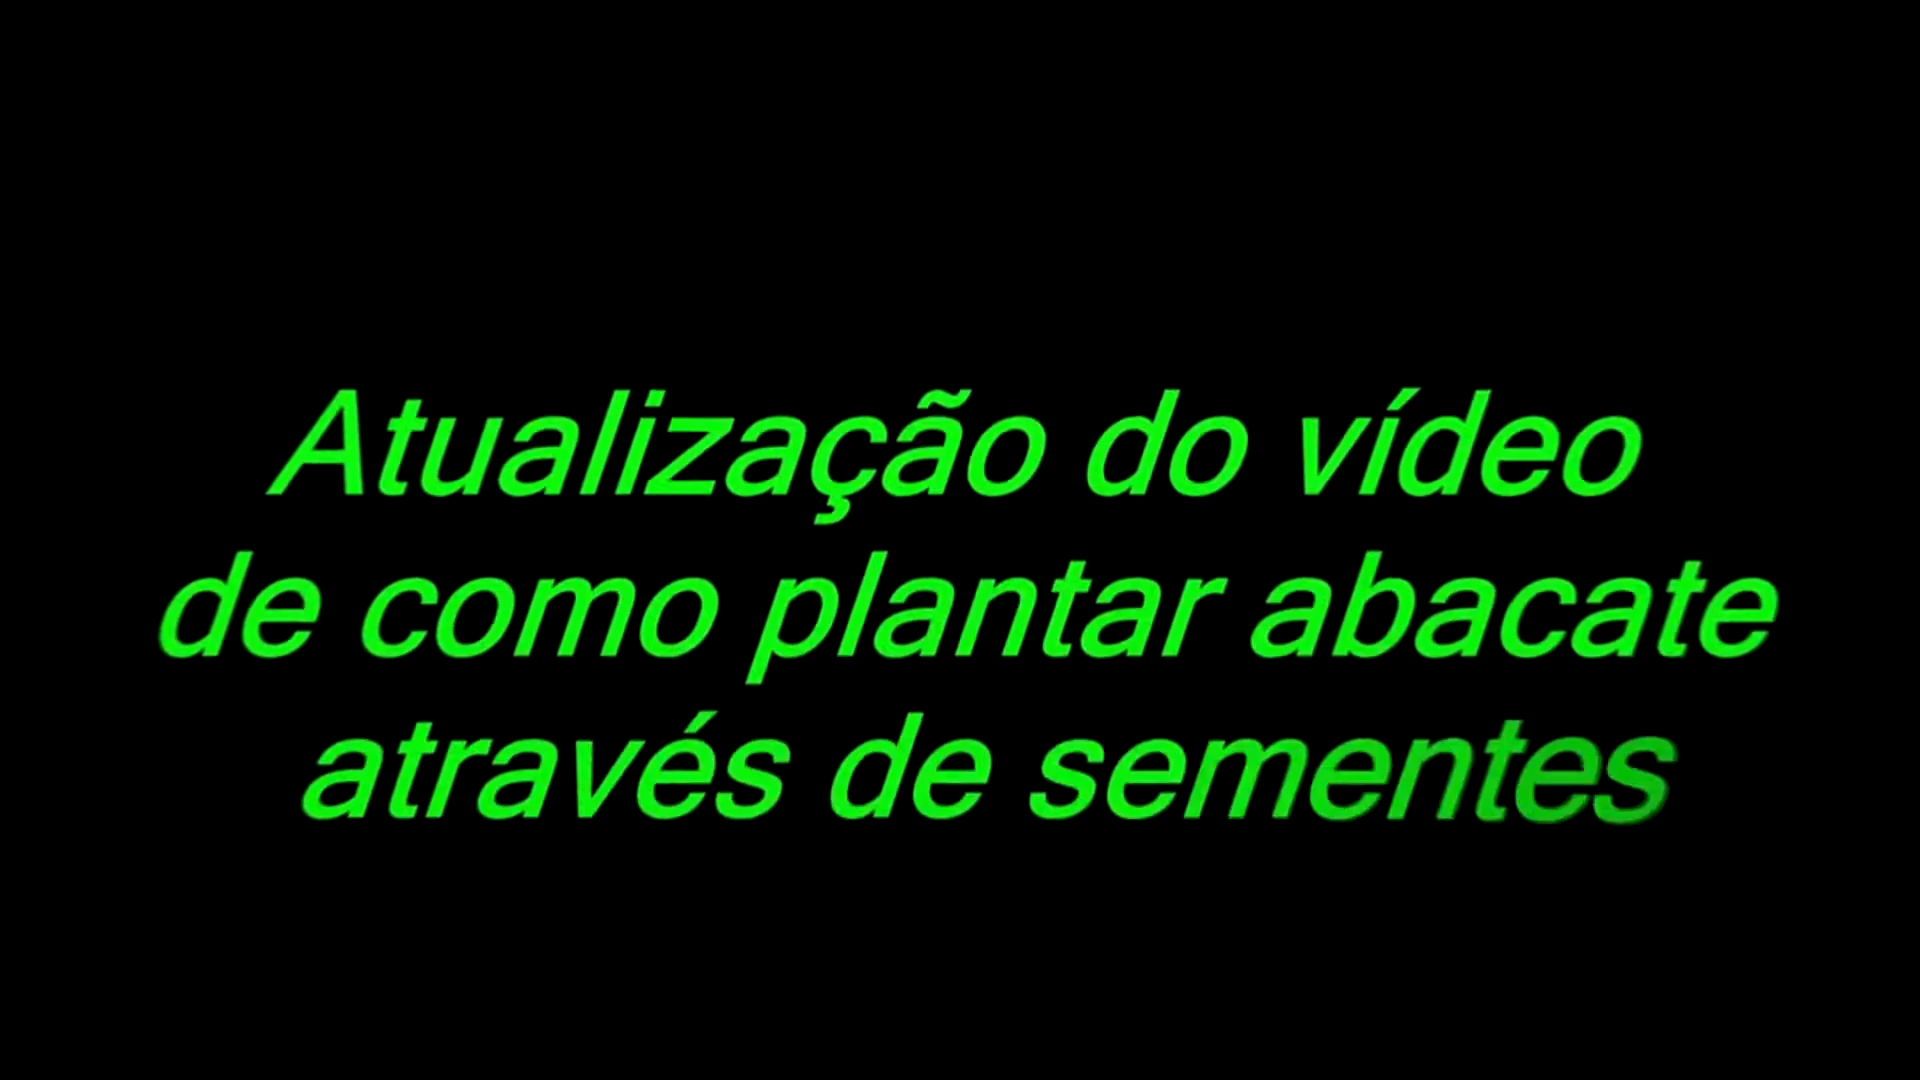 Atualização do vídeo
de como plantar abacate
através de sementes